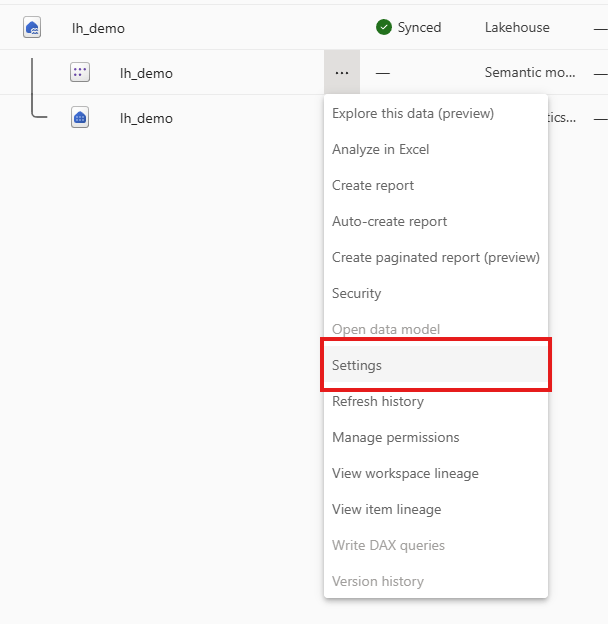 lh_demo Synced Lakehouse —
lh_demo ... — Semantic mo... —
lh_demo tics... —
Explore this data (preview)
Analyze in Excel
Create report
Auto-create report
Create paginated report (preview)
Security
Open data model
Settings
Refresh history
Manage permissions
View workspace lineage
View item lineage
Write DAX queries
Version history